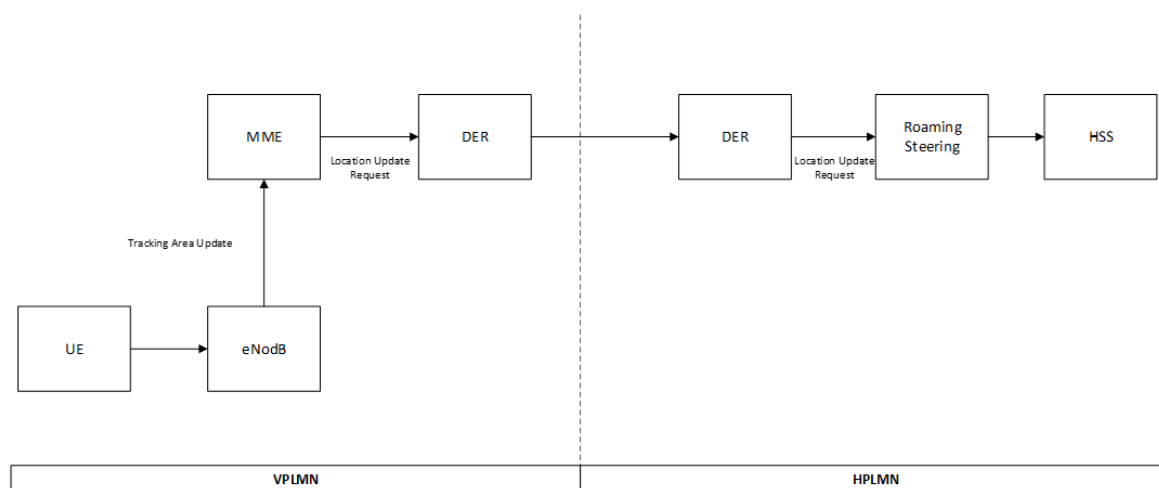 MME
DER
DER
Roaming
Steering
HSS
Location Update
Request
Location Update
Request
Tracking Area Update
UE
eNodB
VPLMN
HPLMN